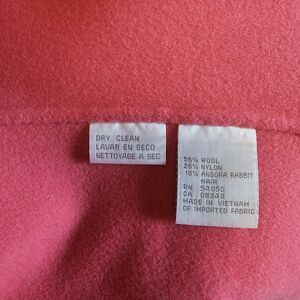 DRY CLEAN
LAVAR EN SECO
NETTOYAGE A SEC
56% WOOL
26% NYLON
18% ANGORA RABBIT
HAIR
RN 54050
CA 08348
MADE IN VIETNAM
OF IMPORTED FABRIC